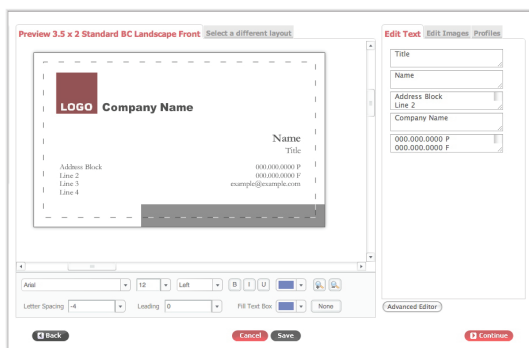 Preview 3.5 x 2 Standard BC Landscape Front
Select a different layout
LOGO
Company Name
Name
Title
Address Block
Line 2
Line 3
Line 4
000.000.0000 P
000.000.0000 F
example@example.com
Arial
12
Left
B
I
U
Letter Spacing
-4
Leading
0
Fill Text Box
None
Edit Text
Edit Images
Profiles
Title
Name
Address Block
Line 2
Company Name
000.000.0000 P
000.000.0000 F
Advanced Editor
Back
Cancel
Save
Continue